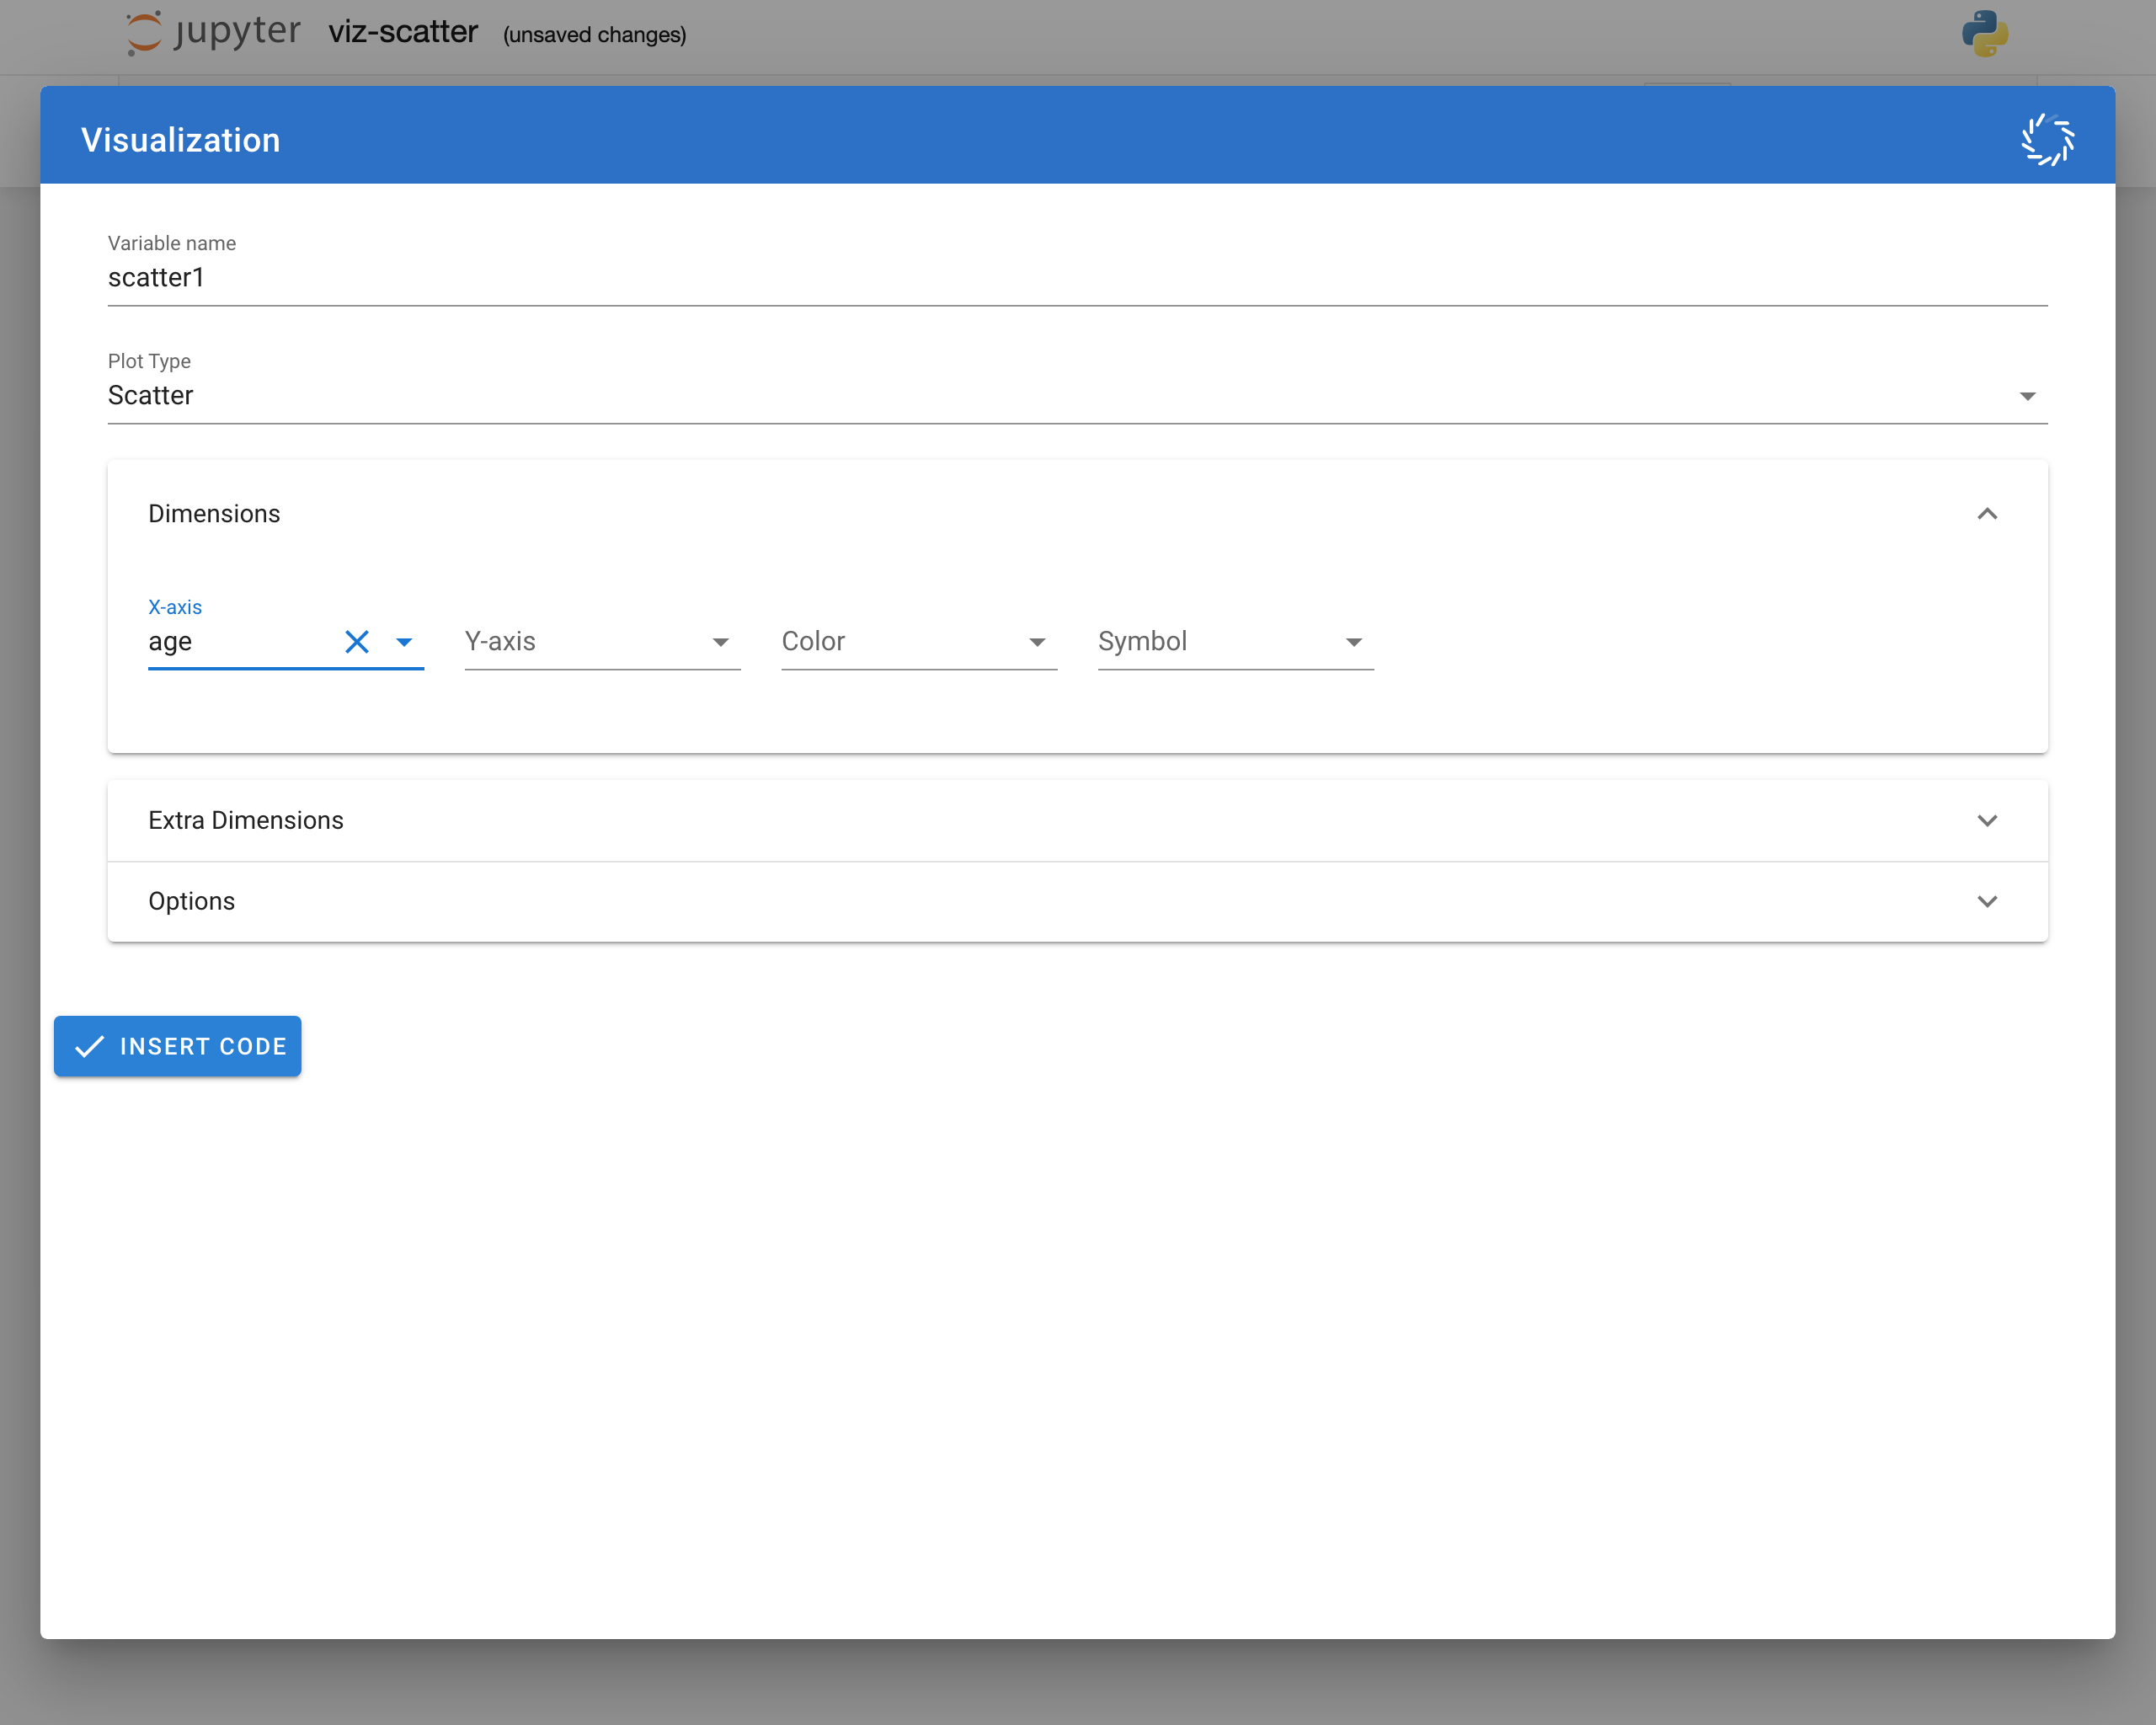 jupyter viz-scatter (unsaved changes)
Visualization
Variable name
scatter1
Plot Type
Scatter
Dimensions
X-axis
age Y-axis Color Symbol
Extra Dimensions
Options
INSERT CODE